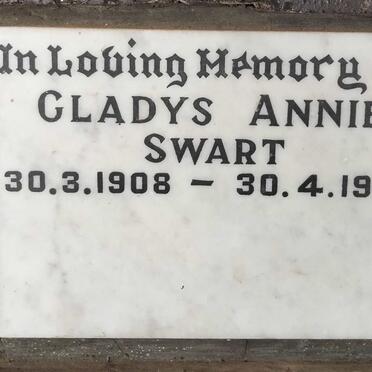 In Loving Memory
GLADYS ANNIE
SWART
30.3.1908 - 30.4.19